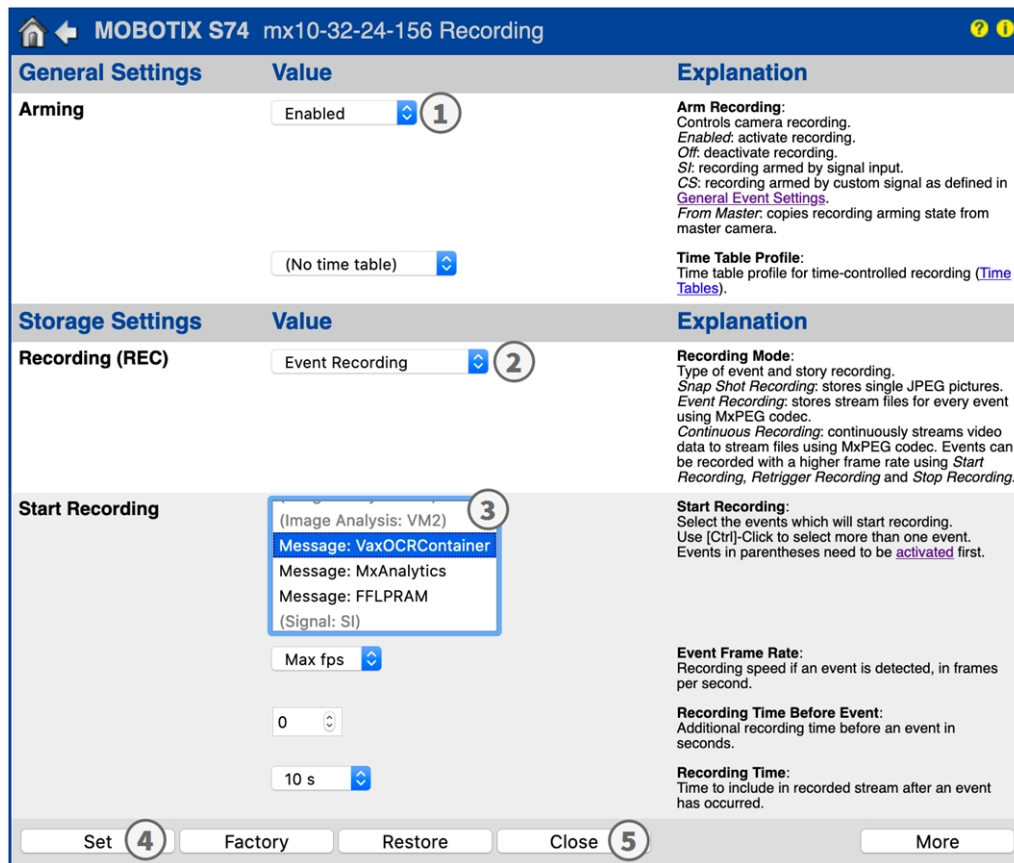 MOBOTIX S74 mx10-32-24-156 Recording
? i
General Settings Value Explanation
Arming
Enabled
1
Arm Recording:
Controls camera recording.
Enabled: activate recording.
Off: deactivate recording.
SI: recording armed by signal input.
CS: recording armed by custom signal as defined in
General Event Settings.
From Master: copies recording arming state from
master camera.
(No time table)
Time Table Profile:
Time table profile for time-controlled recording (Time
Tables).
Storage Settings Value Explanation
Recording (REC)
Event Recording
2
Recording Mode:
Type of event and story recording.
Snap Shot Recording: stores single JPEG pictures.
Event Recording: stores stream files for every event
using MxPEG codec.
Continuous Recording: continuously streams video
data to stream files using MxPEG codec. Events can
be recorded with a higher frame rate using Start
Recording, Retrigger Recording and Stop Recording.
Start Recording
3
(Image Analysis: VM2)
Message: VaxOCRContainer
Message: MxAnalytics
Message: FFLPRAM
(Signal: SI)
Start Recording:
Select the events which will start recording.
Use [Ctrl]-Click to select more than one event.
Events in parentheses need to be activated first.
Max fps
Event Frame Rate:
Recording speed if an event is detected, in frames
per second.
0
Recording Time Before Event:
Additional recording time before an event in
seconds.
10 s
Recording Time:
Time to include in recorded stream after an event
has occurred.
Set 4 Factory Restore Close 5 More